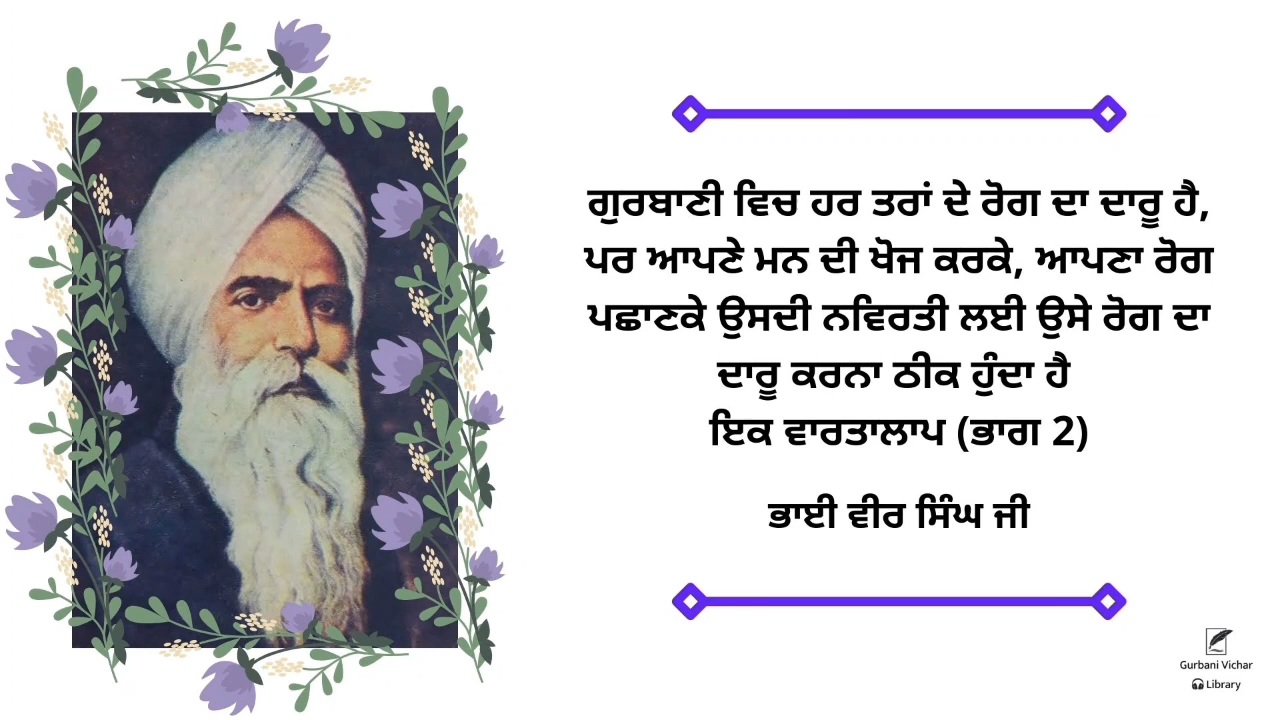 ਗੁਰਬਾਣੀ ਵਿਚ ਹਰ ਤਰਾਂ ਦੇ ਰੋਗ ਦਾ ਦਾਰੂ ਹੈ,
ਪਰ ਆਪਣੇ ਮਨ ਦੀ ਖੋਜ ਕਰਕੇ, ਆਪਣਾ ਰੋਗ
ਪਛਾਣਕੇ ਉਸਦੀ ਨਵਿਰਤੀ ਲਈ ਉਸੇ ਰੋਗ ਦਾ
ਦਾਰੂ ਕਰਨਾ ਠੀਕ ਹੁੰਦਾ ਹੈ
ਇਕ ਵਾਰਤਾਲਾਪ (ਭਾਗ 2)
ਭਾਈ ਵੀਰ ਸਿੰਘ ਜੀ
Gurbani Vichar
Library